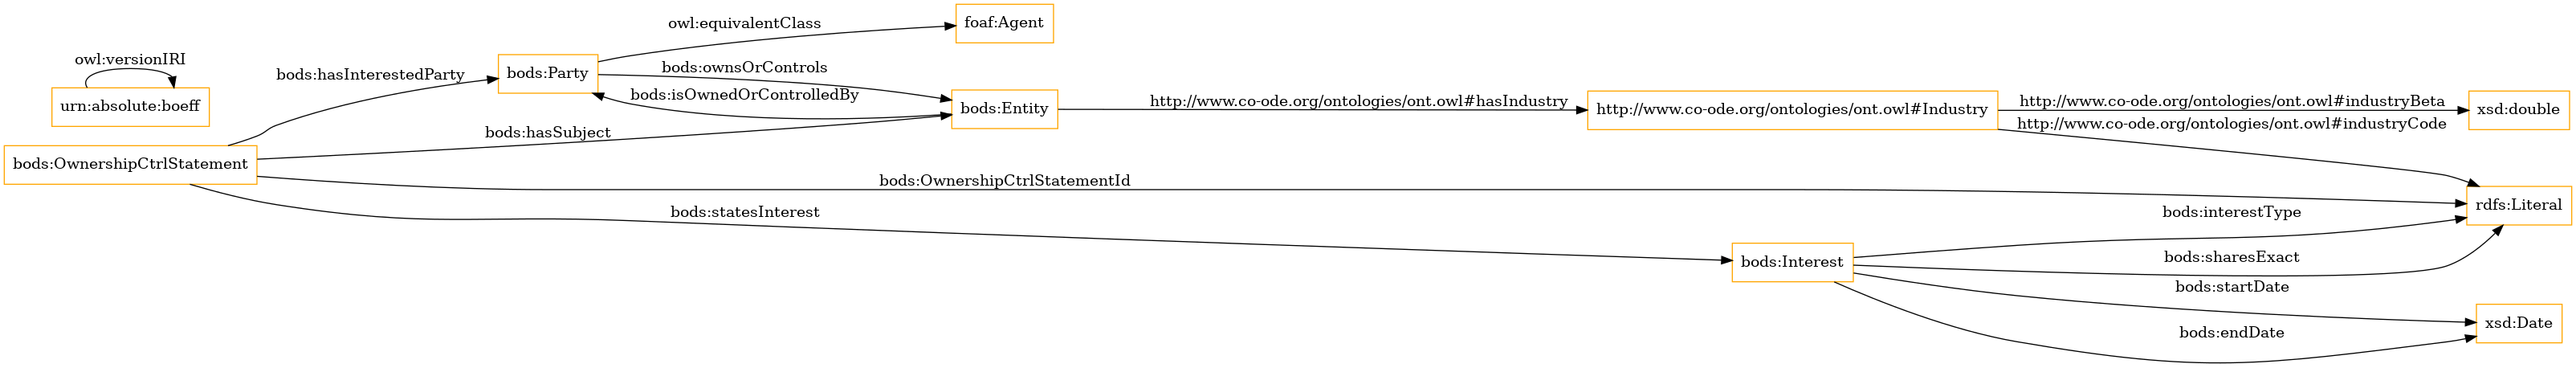 owl:versionIRI
urn:absolute:boeff
bods:OwnershipCtrlStatement
bods:hasInterestedParty
bods:hasSubject
bods:OwnershipCtrlStatementId
bods:statesInterest
bods:Party
owl:equivalentClass
bods:ownsOrControls
bods:isOwnedOrControlledBy
foaf:Agent
bods:Entity
http://www.co-ode.org/ontologies/ont.owl#hasIndustry
http://www.co-ode.org/ontologies/ont.owl#Industry
http://www.co-ode.org/ontologies/ont.owl#industryBeta
http://www.co-ode.org/ontologies/ont.owl#industryCode
xsd:double
rdfs:Literal
bods:Interest
bods:interestType
bods:sharesExact
bods:startDate
bods:endDate
xsd:Date